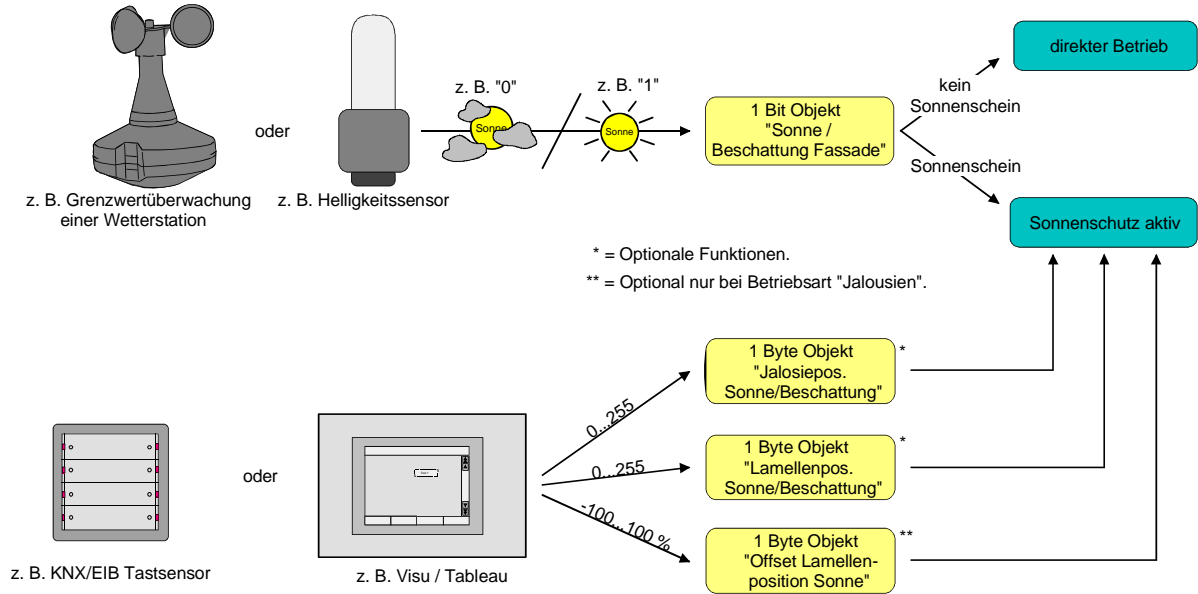 direkter Betrieb
z. B. "0"
z. B. "1"
kein
Sonnenschein
1 Bit Objekt
"Sonne /
Beschattung Fassade"
oder
Sonne
Sonne
Sonnenschein
z. B. Grenzwertüberwachung
einer Wetterstation
z. B. Helligkeitssensor
Sonnenschutz aktiv
* = Optionale Funktionen.
** = Optional nur bei Betriebsart "Jalousien".
1 Byte Objekt
"Jalosiepos.
Sonne/Beschattung"
*
0...255
1 Byte Objekt
"Lamellenpos.
Sonne/Beschattung"
*
0...255
oder
-100...100 %
1 Byte Objekt
"Offset Lamellen-
position Sonne"
**
z. B. KNX/EIB Tastsensor
z. B. Visu / Tableau